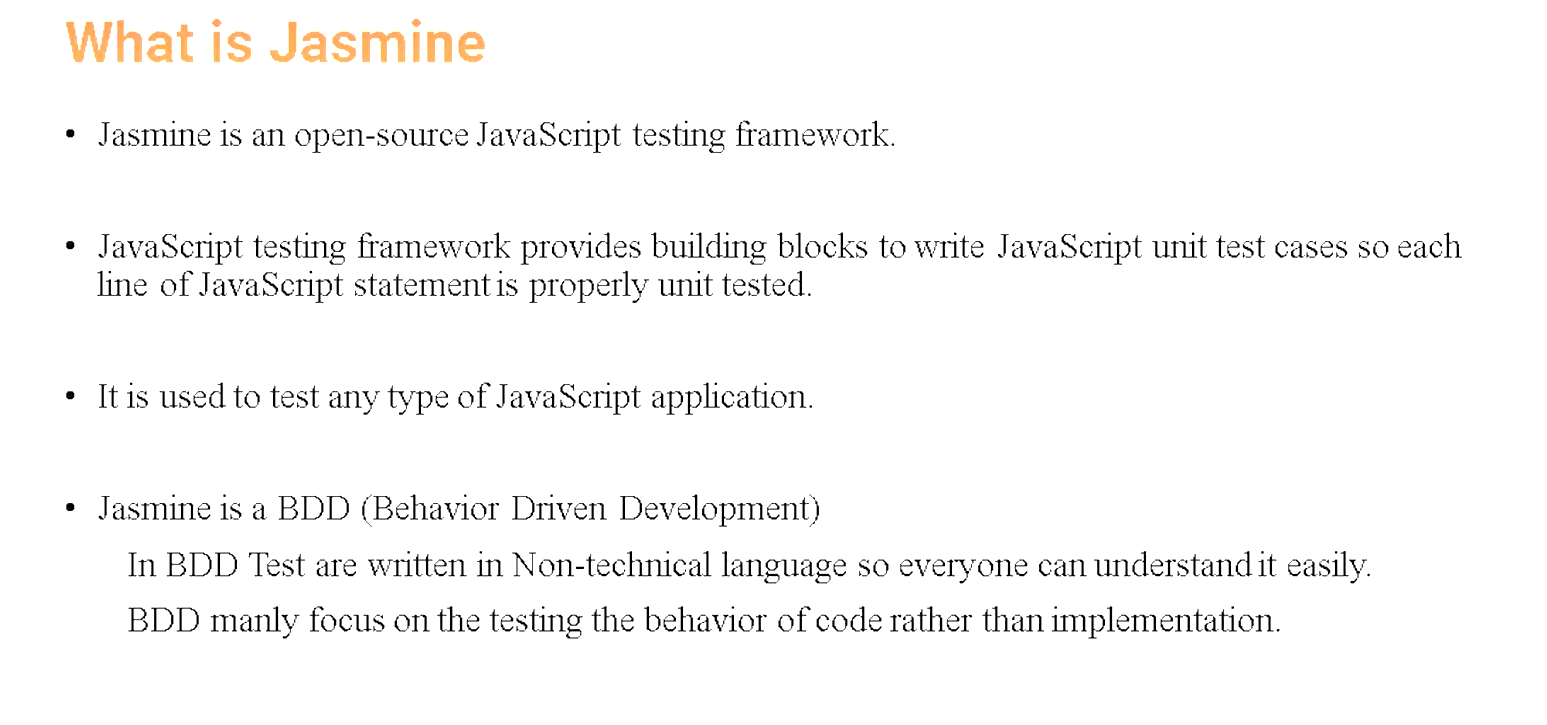 What is Jasmine
• Jasmine is an open-source JavaScript testing framework.
• JavaScript testing framework provides building blocks to write JavaScript unit test cases so each
line of JavaScript statement is properly unit tested.
• It is used to test any type of JavaScript application.
• Jasmine is a BDD (Behavior Driven Development)
In BDD Test are written in Non-technical language so everyone can understand it easily.
BDD manly focus on the testing the behavior of code rather than implementation.